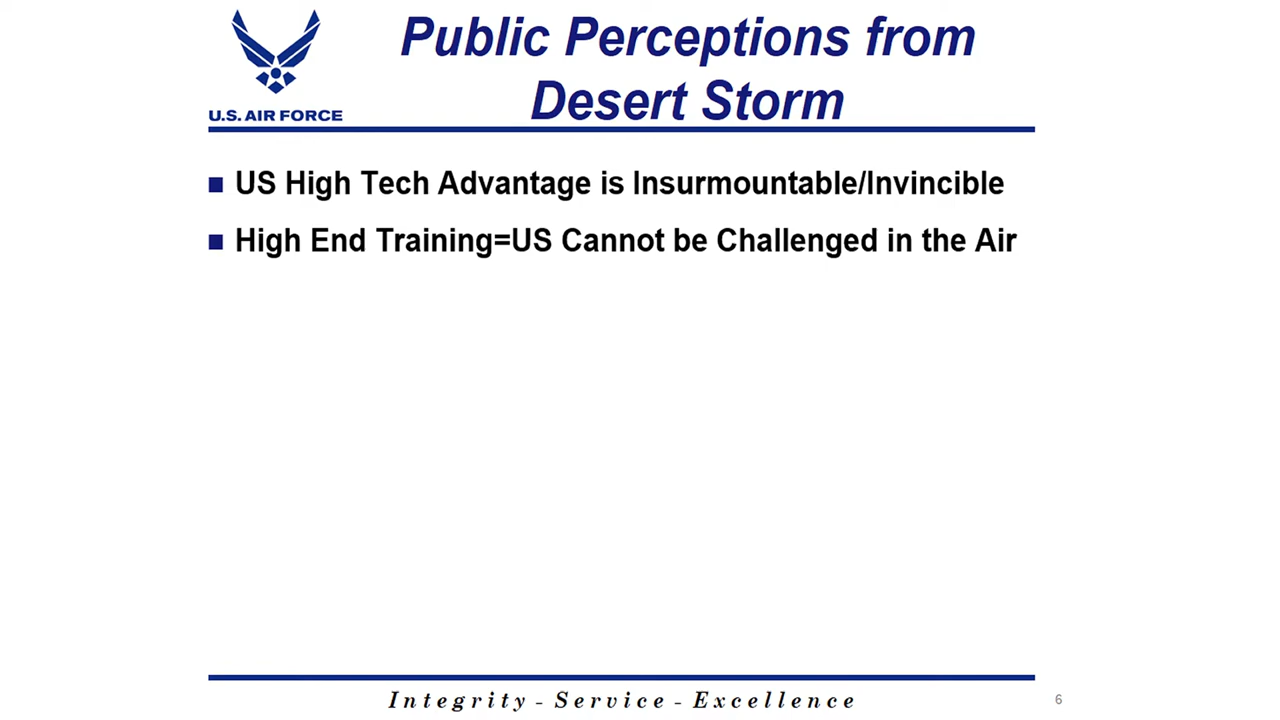 Public Perceptions from
Desert Storm
U.S. AIR FORCE
US High Tech Advantage is Insurmountable/Invincible
High End Training=US Cannot be Challenged in the Air
Integrity - Service - Excellence
6